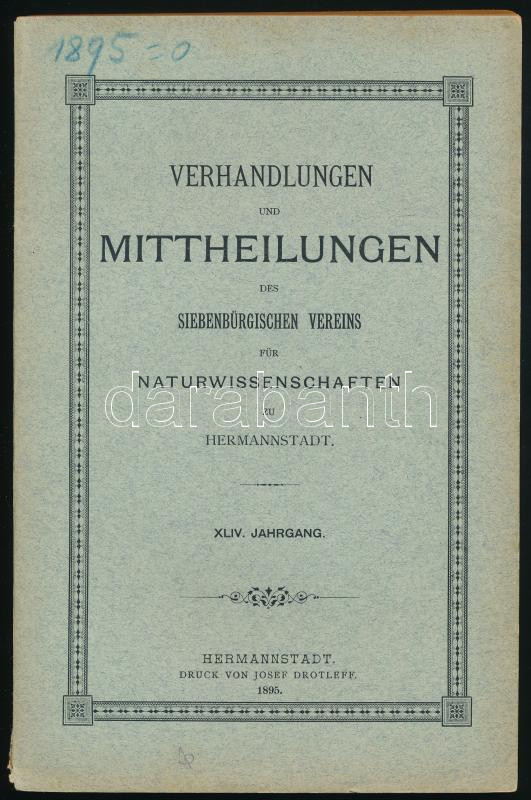 1895 = 0
VERHANDLUNGEN
UND
MITTHEILUNGEN
DES
SIEBENBÜRGISCHEN VEREINS
FÜR
NATURWISSENSCHAFTEN
darabanth
ZU
HERMANNSTADT.
XLIV. JAHRGANG.
HERMANNSTADT.
DRUCK VON JOSEF DROTLEFF.
1895.